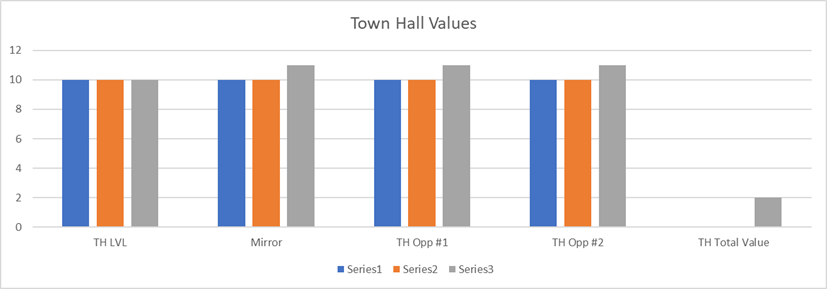 Town Hall Values
12
10
8
6
4
2
0
TH LVL Mirror TH Opp #1 TH Opp #2 TH Total Value
Series1 Series2 Series3